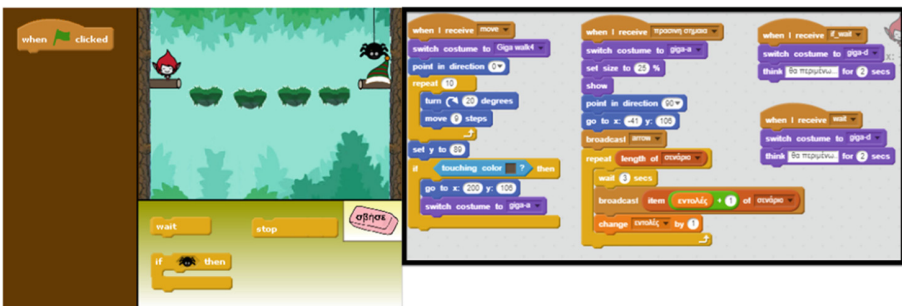 when clicked
wait
stop
σβήσε
if then
when I receive move
switch costume to Giga walk4
point in direction 0
repeat 10
turn 20 degrees
move 9 steps
set y to 89
if touching color ? then
go to x: 200 y: 106
switch costume to giga-a
when I receive πρασινη σημαια
switch costume to giga-a
set size to 25 %
show
point in direction 90
go to x: -41 y: 106
broadcast arrow
repeat length of σενάριο
wait 3 secs
broadcast item εντολές + 1 of σενάριο
change εντολές by 1
when I receive if_wait
switch costume to giga-d
think θα περιμένω... for 2 secs
when I receive wait
switch costume to giga-d
think θα περιμένω.. for 2 secs